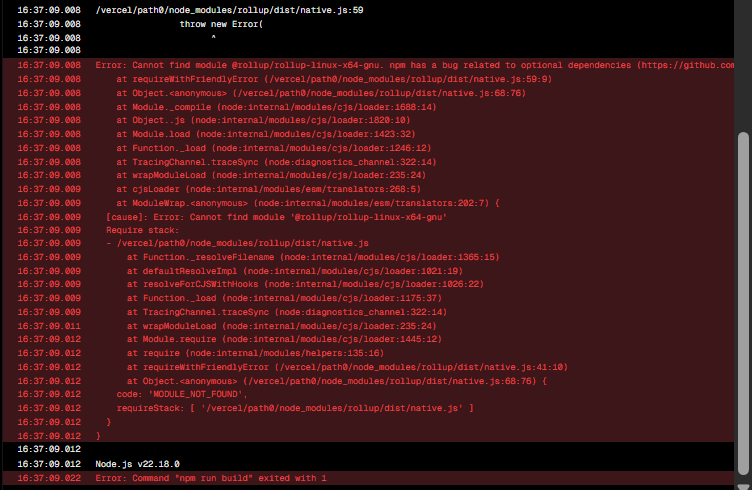 16:37:09.008 /vercel/path0/node_modules/rollup/dist/native.js:59
16:37:09.008 throw new Error(
16:37:09.008 ^
16:37:09.008
16:37:09.008 Error: Cannot find module @rollup/rollup-linux-x64-gnu. npm has a bug related to optional dependencies (https://github.com
16:37:09.008 at requireWithFriendlyError (/vercel/path0/node_modules/rollup/dist/native.js:59:9)
16:37:09.008 at Object.<anonymous> (/vercel/path0/node_modules/rollup/dist/native.js:68:76)
16:37:09.008 at Module._compile (node:internal/modules/cjs/loader:1688:14)
16:37:09.008 at Object..js (node:internal/modules/cjs/loader:1820:10)
16:37:09.008 at Module.load (node:internal/modules/cjs/loader:1423:32)
16:37:09.008 at Function._load (node:internal/modules/cjs/loader:1246:12)
16:37:09.008 at TracingChannel.traceSync (node:diagnostics_channel:322:14)
16:37:09.008 at wrapModuleLoad (node:internal/modules/cjs/loader:235:24)
16:37:09.009 at cjsLoader (node:internal/modules/esm/translators:268:5)
16:37:09.009 at ModuleWrap.<anonymous> (node:internal/modules/esm/translators:202:7) {
16:37:09.009 [cause]: Error: Cannot find module '@rollup/rollup-linux-x64-gnu'
16:37:09.009 Require stack:
16:37:09.009 - /vercel/path0/node_modules/rollup/dist/native.js
16:37:09.009 at Function._resolveFilename (node:internal/modules/cjs/loader:1365:15)
16:37:09.009 at defaultResolveImpl (node:internal/modules/cjs/loader:1021:19)
16:37:09.009 at resolveForCJSWithHooks (node:internal/modules/cjs/loader:1026:22)
16:37:09.009 at Function._load (node:internal/modules/cjs/loader:1175:37)
16:37:09.009 at TracingChannel.traceSync (node:diagnostics_channel:322:14)
16:37:09.011 at wrapModuleLoad (node:internal/modules/cjs/loader:235:24)
16:37:09.012 at Module.require (node:internal/modules/cjs/loader:1445:12)
16:37:09.012 at require (node:internal/modules/helpers:135:16)
16:37:09.012 at requireWithFriendlyError (/vercel/path0/node_modules/rollup/dist/native.js:41:10)
16:37:09.012 at Object.<anonymous> (/vercel/path0/node_modules/rollup/dist/native.js:68:76) {
16:37:09.012 code: 'MODULE_NOT_FOUND',
16:37:09.012 requireStack: [ '/vercel/path0/node_modules/rollup/dist/native.js' ]
16:37:09.012 }
16:37:09.012 }
16:37:09.012
16:37:09.012 Node.js v22.18.0
16:37:09.022 Error: Command "npm run build" exited with 1